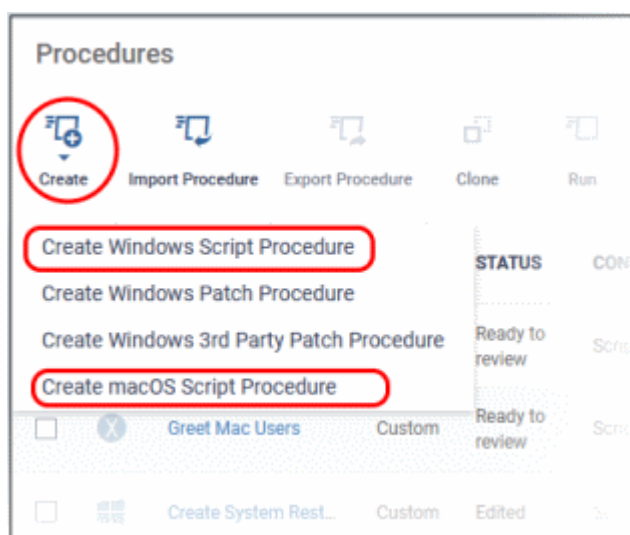 Procedures
Create Import Procedure Export Procedure Clone Run
Create Windows Script Procedure
Create Windows Patch Procedure
Create Windows 3rd Party Patch Procedure
Create macOS Script Procedure
STATUS
Ready to
review
Greet Mac Users Custom Ready to
review
Create System Rest... Custom Edited